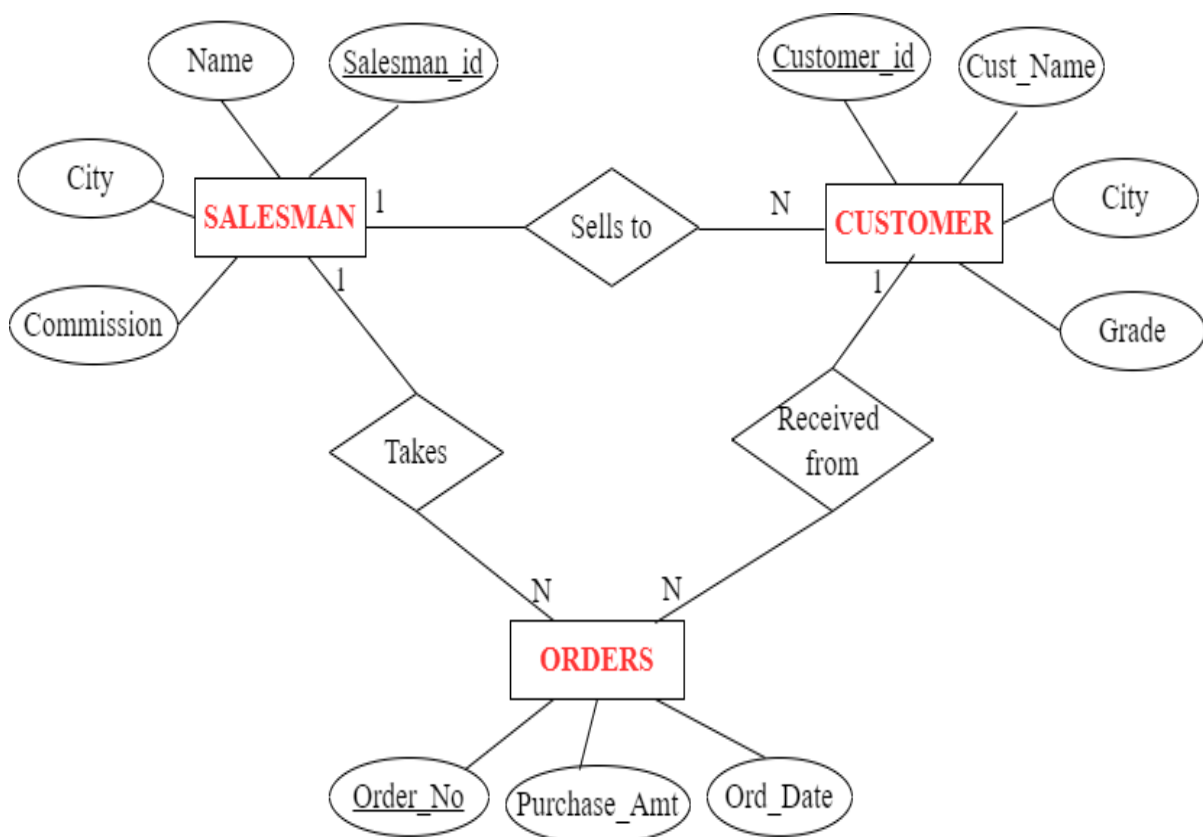 Name
Salesman_id
Customer_id
Cust_Name
City
City
SALESMAN
1
Sells to
N
CUSTOMER
1
1
Commission
Grade
Takes
Received
from
N
N
ORDERS
Order_No
Purchase_Amt
Ord_Date